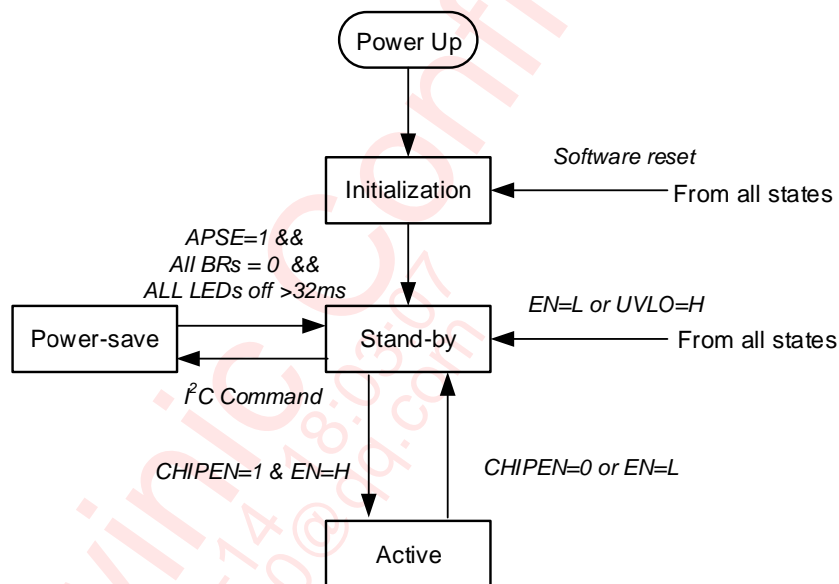 Power Up
Software reset
Initialization
From all states
APSE=1 &&
All BRs = 0 &&
ALL LEDs off >32ms
EN=L or UVLO=H
Power-save
Stand-by
From all states
I²C Command
CHIPEN=1 & EN=H
CHIPEN=0 or EN=L
Active